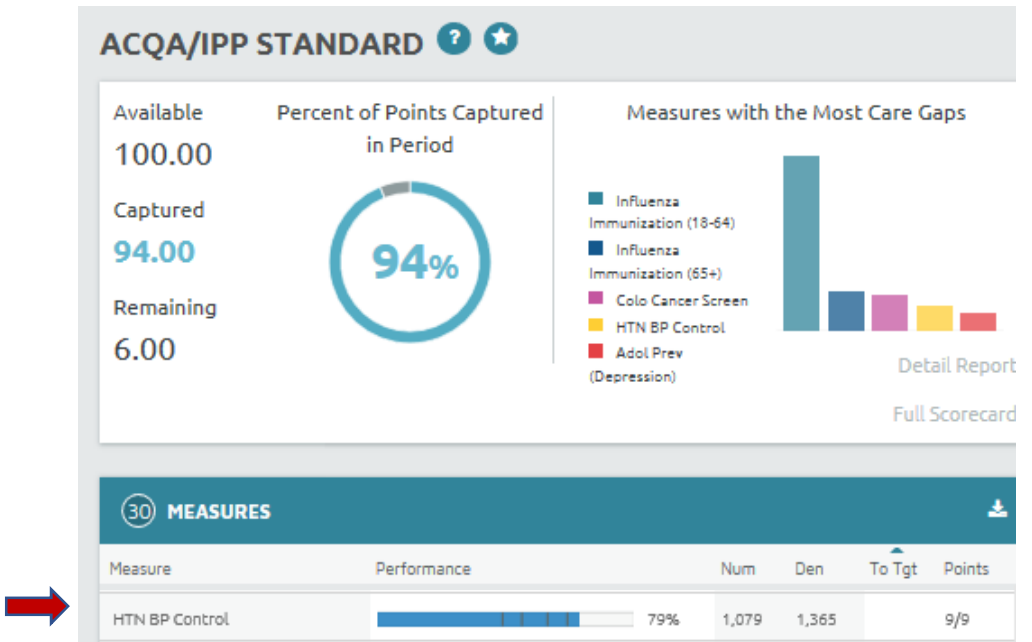 ACQA/IPP STANDARD ?
Available
100.00
Captured
94.00
Remaining
6.00
Percent of Points Captured
in Period
94%
Measures with the Most Care Gaps
Influenza
Immunization (18-64)
Influenza
Immunization (65+)
Colo Cancer Screen
HTN BP Control
Adol Prev
(Depression)
Detail Report
Full Scorecard
30 MEASURES
Measure Performance Num Den To Tgt Points
HTN BP Control 79% 1,079 1,365 9/9